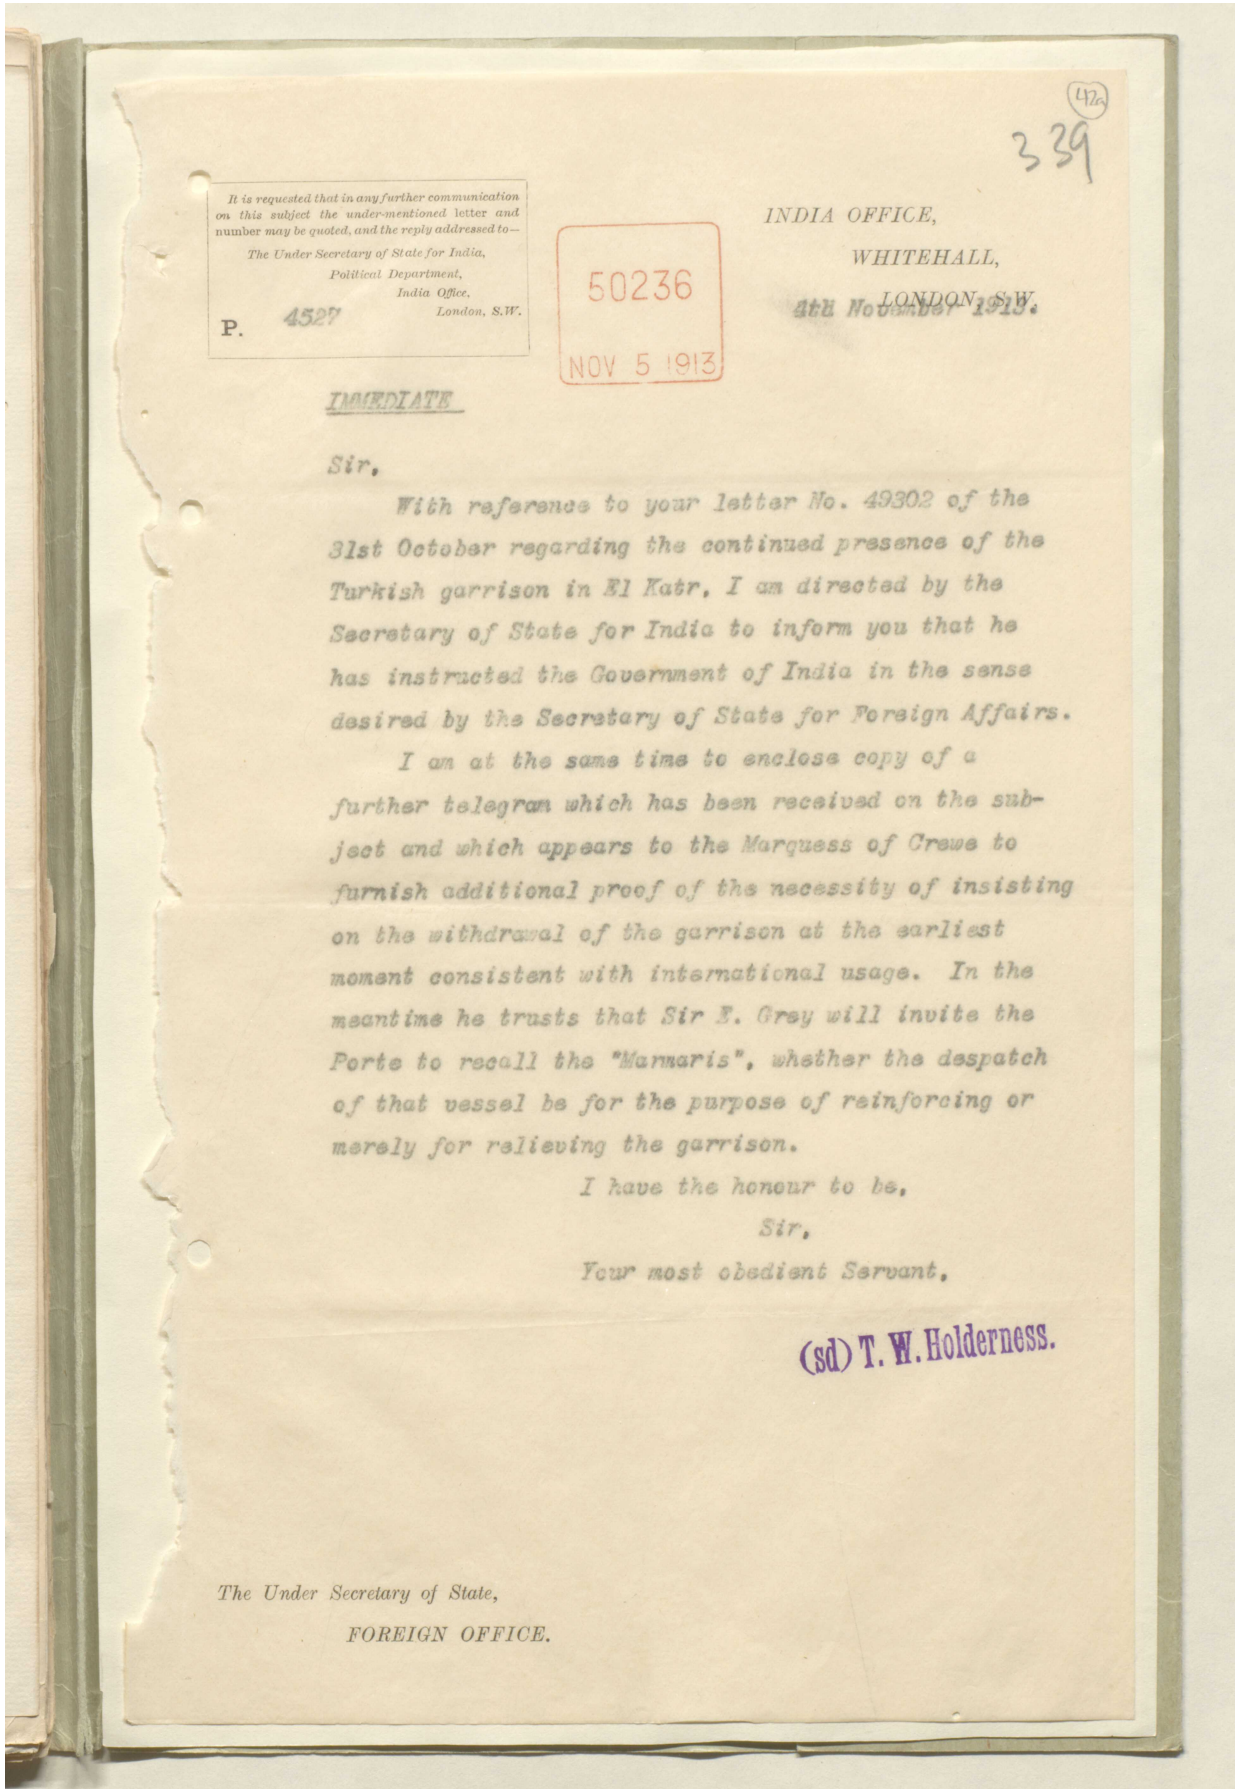 42a
339
It is requested that in any further communication
on this subject the under-mentioned letter and
number may be quoted, and the reply addressed to—
The Under Secretary of State for India,
Political Department,
India Office,
London, S.W.
P. 4527
50236
NOV 5 1913
INDIA OFFICE,
WHITEHALL,
LONDON, S.W.
4th November 1913.
IMMEDIATE
Sir,
With reference to your letter No. 49302 of the
31st October regarding the continued presence of the
Turkish garrison in El Katr, I am directed by the
Secretary of State for India to inform you that he
has instructed the Government of India in the sense
desired by the Secretary of State for Foreign Affairs.
I am at the same time to enclose copy of a
further telegram which has been received on the sub-
ject and which appears to the Marquess of Crewe to
furnish additional proof of the necessity of insisting
on the withdrawal of the garrison at the earliest
moment consistent with international usage. In the
meantime he trusts that Sir E. Grey will invite the
Porte to recall the "Marmaris", whether the despatch
of that vessel be for the purpose of reinforcing or
merely for relieving the garrison.
I have the honour to be,
Sir,
Your most obedient Servant,
(sd) T. W. Holderness.
The Under Secretary of State,
FOREIGN OFFICE.